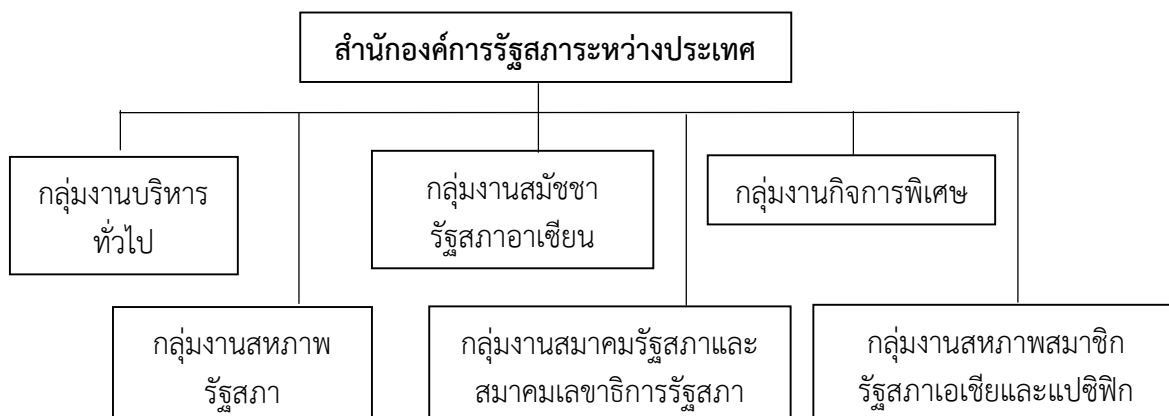 สำนักองค์การรัฐสภาระหว่างประเทศ
กลุ่มงานบริหาร
ทั่วไป
กลุ่มงานสมัชชา
รัฐสภาอาเซียน
กลุ่มงานกิจการพิเศษ
กลุ่มงานสหภาพ
รัฐสภา
กลุ่มงานสมาคมรัฐสภาและ
สมาคมเลขาธิการรัฐสภา
กลุ่มงานสหภาพสมาชิก
รัฐสภาเอเชียและแปซิฟิก